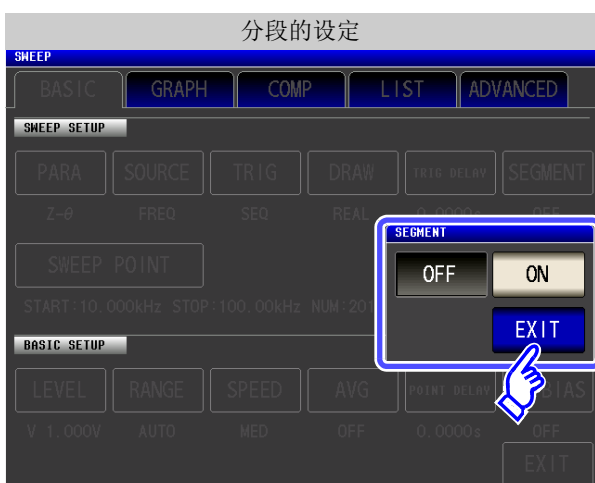 分段的设定
SWEEP
BASIC GRAPH COMP LIST ADVANCED
SWEEP SETUP
PARA SOURCE TRIG DRAW TRIG DELAY SEGMENT
Z-θ FREQ SEQ REAL 0.0000s OFF
SEGMENT
OFF ON
SWEEP POINT
START:10.000kHz STOP:100.00kHz NUM:201
EXIT
BASIC SETUP
LEVEL RANGE SPEED AVG POINT DELAY BIAS
V 1.000V AUTO MED OFF 0.0000s OFF
EXIT